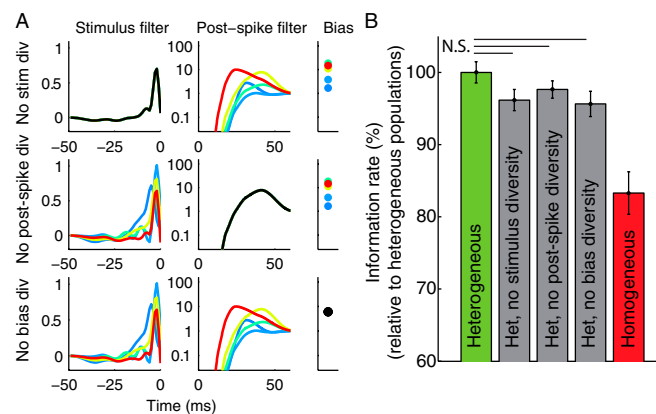 A
Stimulus filter
Post-spike filter
Bias
No stim div
1
0.5
0
−50
−25
0
100
10
1
0.1
0
50
No post-spike div
1
0.5
0
−50
−25
0
100
10
1
0.1
0
50
No bias div
1
0.5
0
−50
−25
0
100
10
1
0.1
0
50
Time (ms)
B
Information rate (%)
(relative to heterogeneous populations)
100
90
80
70
60
N.S.
Heterogeneous
Het, no stimulus diversity
Het, no post-spike diversity
Het, no bias diversity
Homogeneous